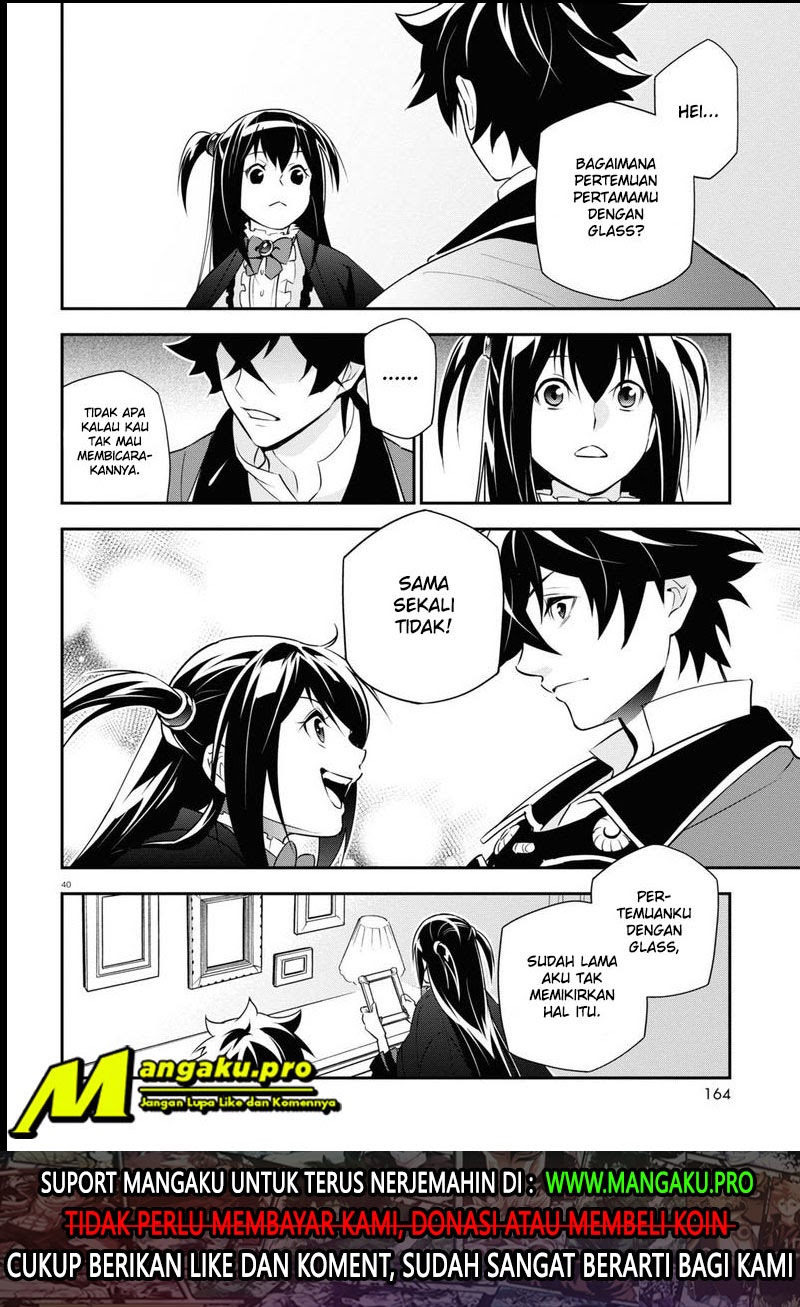 HEI...
BAGAIMANA
PERTEMUAN
PERTAMAMU
DENGAN
GLASS?
......
TIDAK APA
KALAU KAU
TAK MAU
MEMBICARA-
KANNYA.
SAMA
SEKALI
TIDAK!
40
PER-
TEMUANKU
DENGAN
GLASS,
SUDAH LAMA
AKU TAK
MEMIKIRKAN
HAL ITU.
Mangaku.pro
Jangan Lupa Like dan Komennya
164
SUPORT MANGAKU UNTUK TERUS NERJEMAHIN DI : WWW.MANGAKU.PRO
TIDAK PERLU MEMBAYAR KAMI, DONASI ATAU MEMBELI KOIN
CUKUP BERIKAN LIKE DAN KOMENT, SUDAH SANGAT BERARTI BAGI KAMI